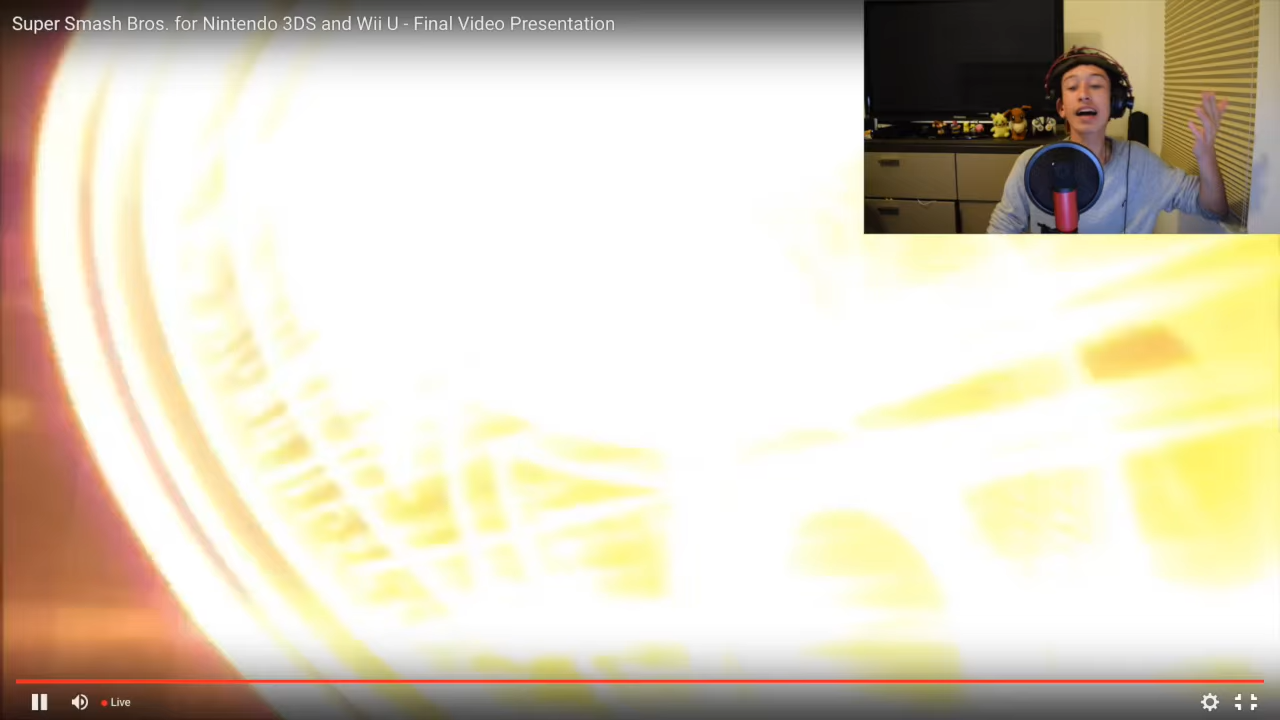 Super Smash Bros. for Nintendo 3DS and Wii U - Final Video Presentation
Live